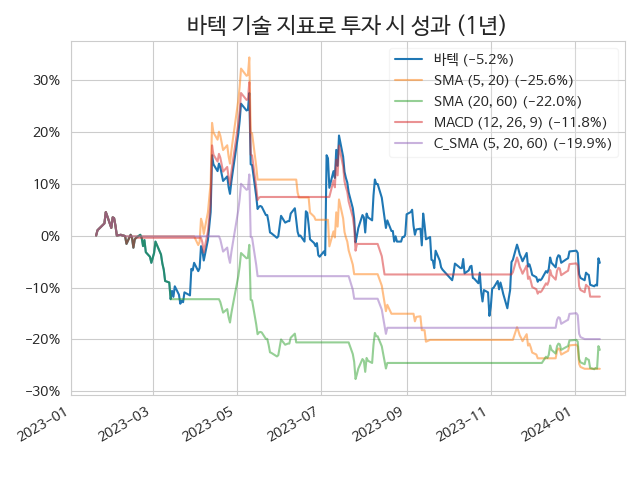 바텍 기술 지표로 투자 시 성과 (1년)
바텍 (−5.2%)
SMA (5, 20) (−25.6%)
SMA (20, 60) (−22.0%)
MACD (12, 26, 9) (−11.8%)
C_SMA (5, 20, 60) (−19.9%)
30%
20%
10%
0%
−10%
−20%
−30%
2023−01
2023−03
2023−05
2023−07
2023−09
2023−11
2024−01